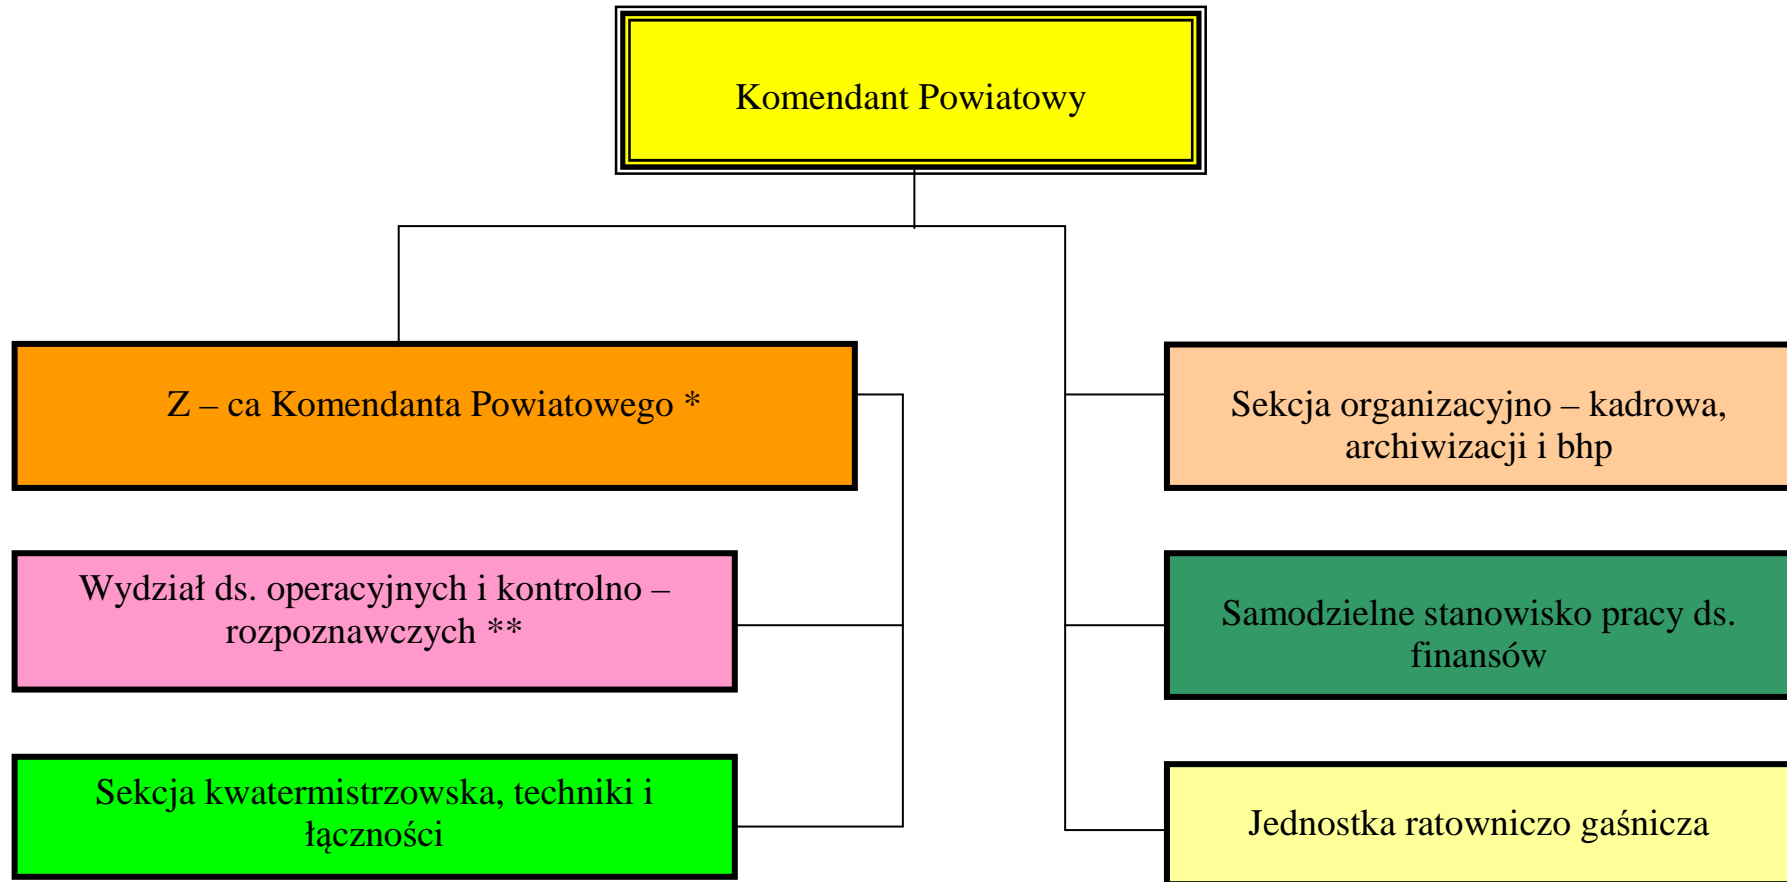 Komendant Powiatowy
Z – ca Komendanta Powiatowego *
Sekcja organizacyjno – kadrowa,
archiwizacji i bhp
Wydział ds. operacyjnych i kontrolno –
rozpoznawczych **
Samodzielne stanowisko pracy ds.
finansów
Sekcja kwatermistrzowska, techniki i
łączności
Jednostka ratowniczo gaśnicza